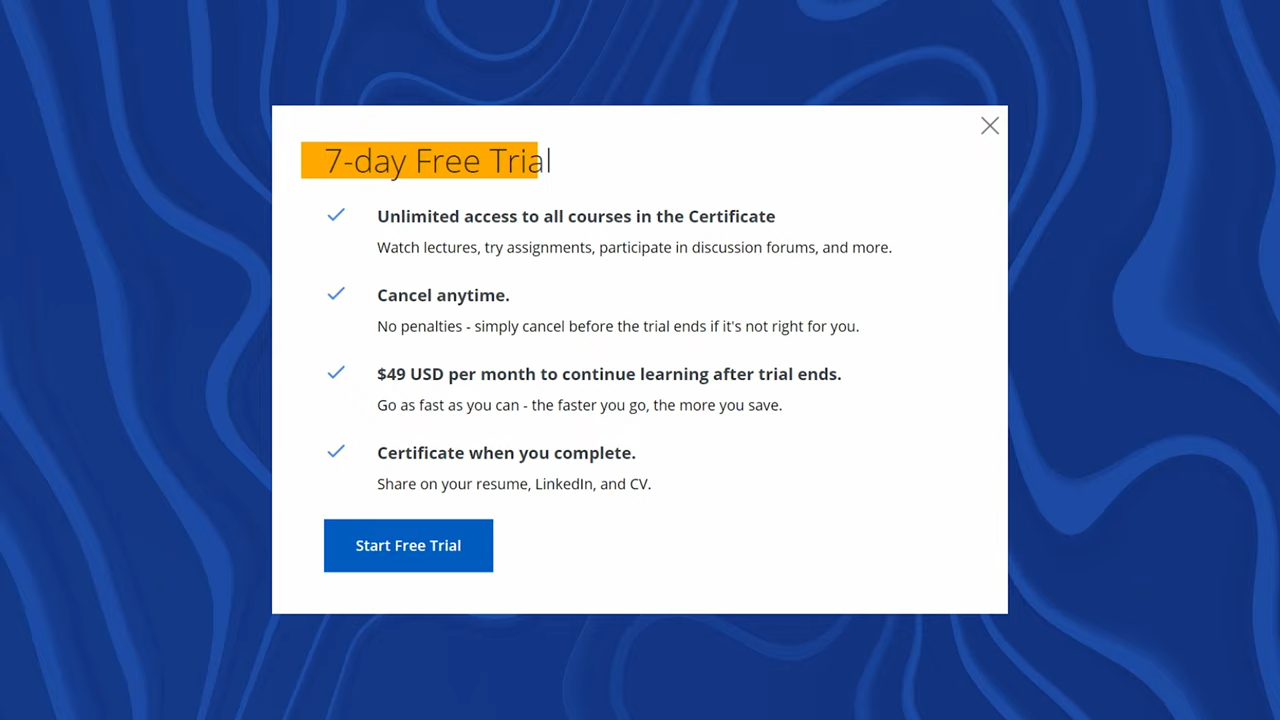 7-day Free Trial
Unlimited access to all courses in the Certificate
Watch lectures, try assignments, participate in discussion forums, and more.
Cancel anytime.
No penalties - simply cancel before the trial ends if it's not right for you.
$49 USD per month to continue learning after trial ends.
Go as fast as you can - the faster you go, the more you save.
Certificate when you complete.
Share on your resume, LinkedIn, and CV.
Start Free Trial